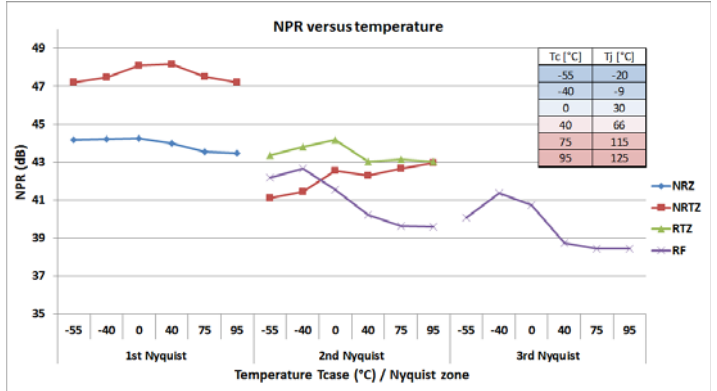 NPR versus temperature
NPR (dB)
49
47
45
43
41
39
37
35
Tc [°C] Tj [°C]
-55 -20
-40 -9
0 30
40 66
75 115
95 125
NRZ
NRTZ
RTZ
RF
-55 -40 0 40 75 95 -55 -40 0 40 75 95 -55 -40 0 40 75 95
1st Nyquist 2nd Nyquist 3rd Nyquist
Temperature Tcase (°C) / Nyquist zone